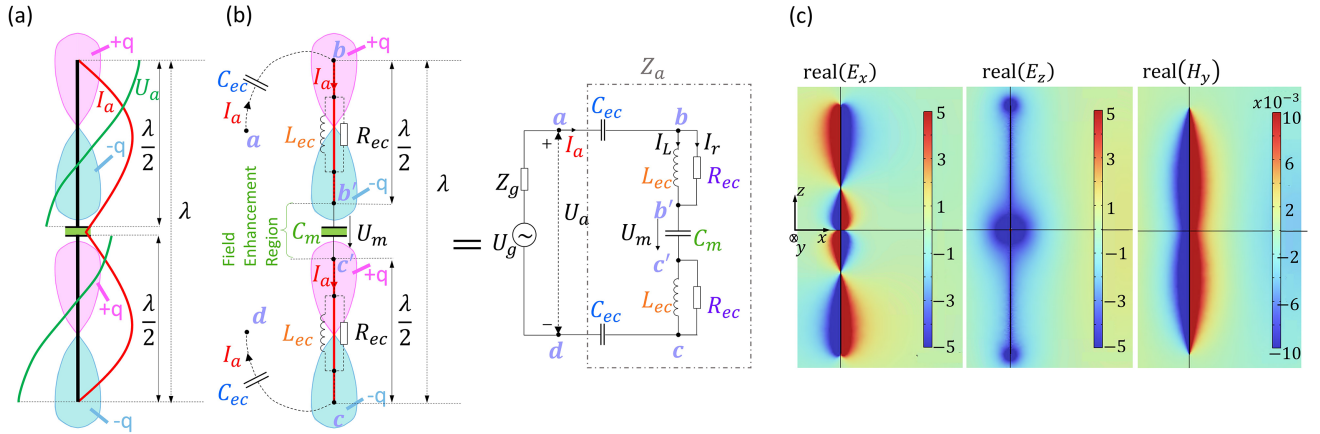 (a)
+q
U_a
I_a
λ/2
-q
λ
+q
λ/2
-q
(b)
b
+q
C_ec
I_a
I_a
a
L_ec
R_ec
λ/2
-q
b'
λ
Field
Enhancement
Region
C_m
U_m
c'
+q
I_a
d
L_ec
R_ec
λ/2
I_a
C_ec
c
-q
=
Z_a
C_ec
a
b
+
I_a
I_L
I_r
Z_g
L_ec
R_ec
U_a
b'
U_g
U_m
C_m
c'
L_ec
R_ec
−
C_ec
d
c
(c)
real(E_x)
real(E_z)
real(H_y)
5
3
1
−1
−3
−5
5
3
1
−1
−3
−5
x10⁻³
10
6
2
−2
−6
−10
z
x
y